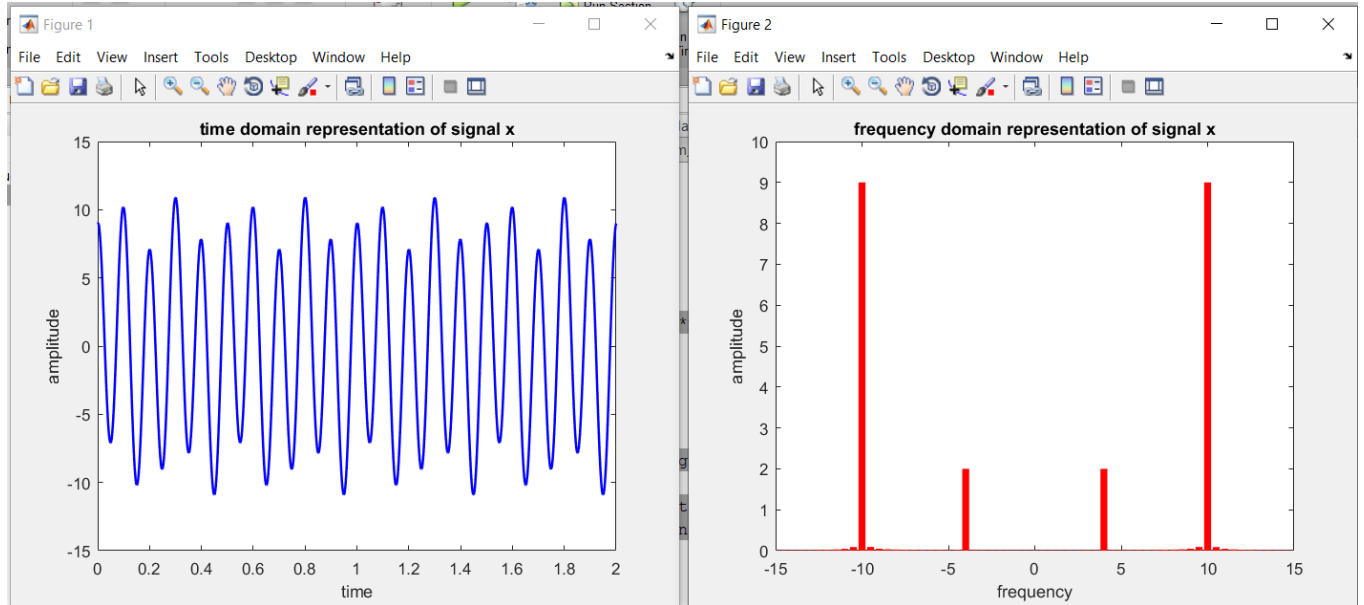 Run Section
Figure 1
File Edit View Insert Tools Desktop Window Help
time domain representation of signal x
15
10
5
0
-5
-10
-15
amplitude
0 0.2 0.4 0.6 0.8 1 1.2 1.4 1.6 1.8 2
time
Figure 2
File Edit View Insert Tools Desktop Window Help
frequency domain representation of signal x
10
9
8
7
6
5
4
3
2
1
0
amplitude
-15 -10 -5 0 5 10 15
frequency